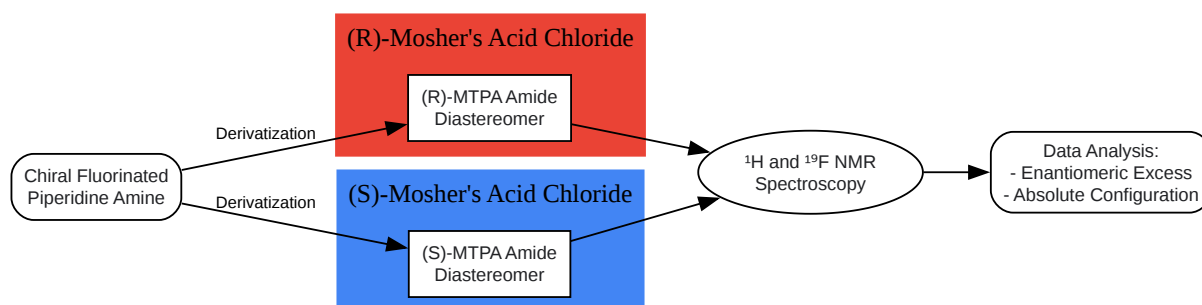 Chiral Fluorinated
Piperidine Amine
Derivatization
Derivatization
(R)-Mosher's Acid Chloride
(R)-MTPA Amide
Diastereomer
(S)-Mosher's Acid Chloride
(S)-MTPA Amide
Diastereomer
¹H and ¹⁹F NMR
Spectroscopy
Data Analysis:
- Enantiomeric Excess
- Absolute Configuration